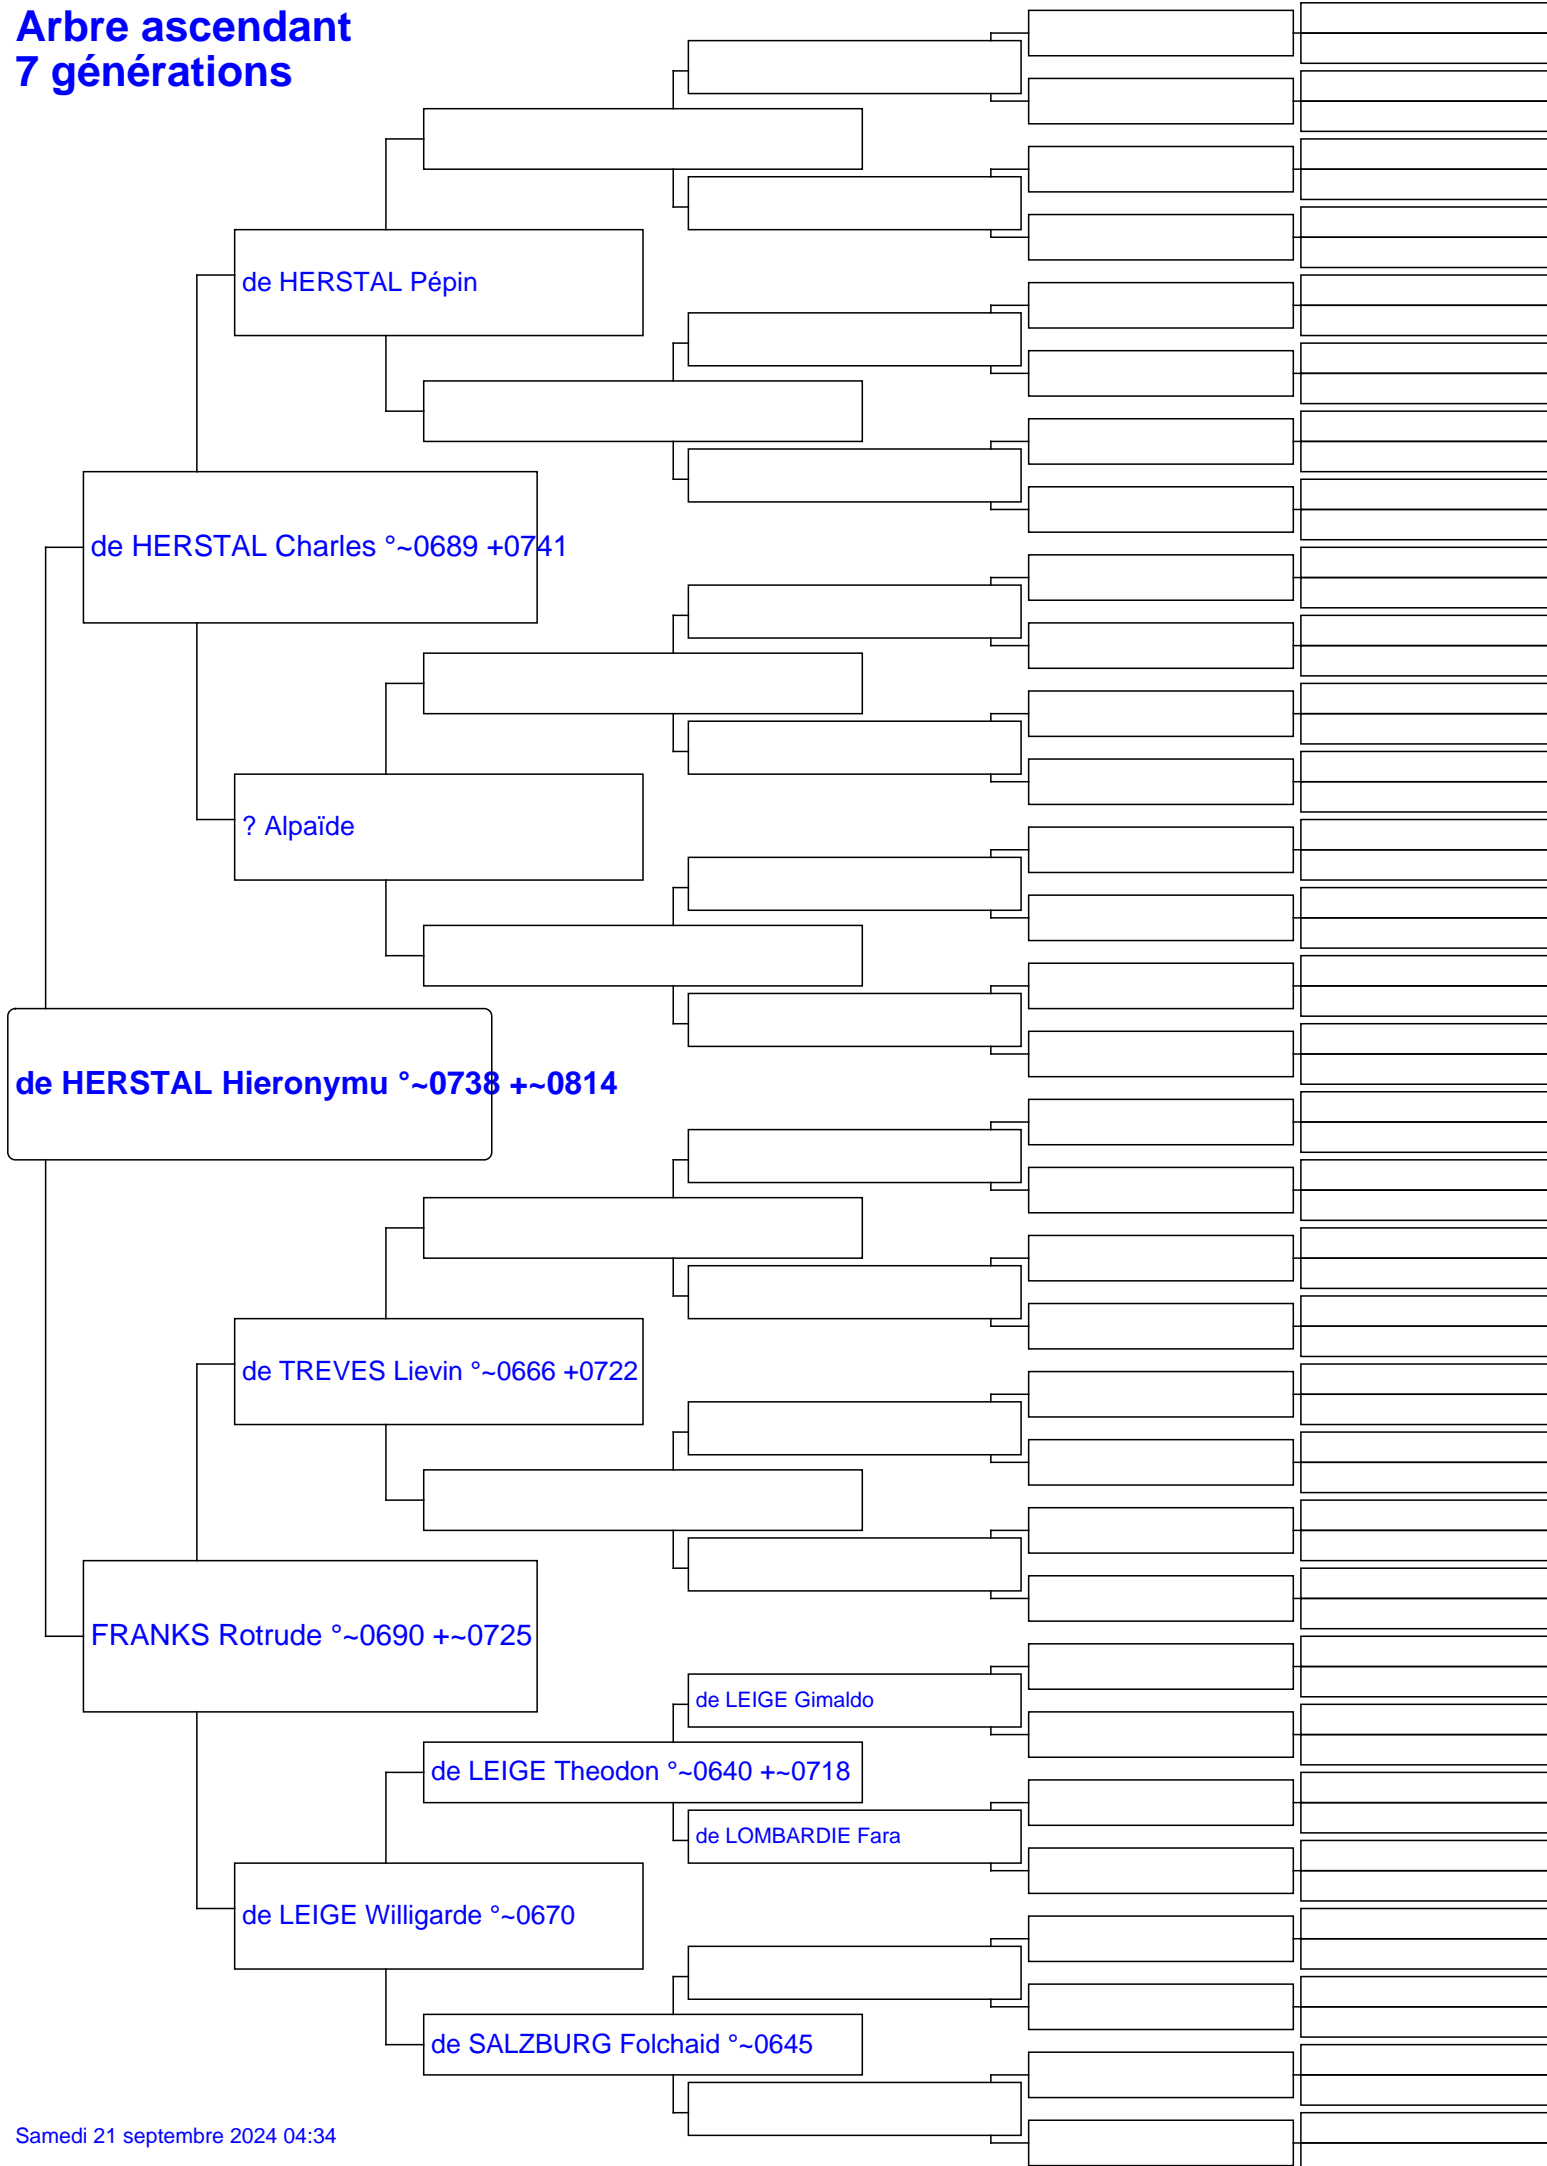 Arbre ascendant
7 générations
de HERSTAL Pépin
de HERSTAL Charles °~0689 +0741
? Alpaïde
de HERSTAL Hieronymu °~0738 +~0814
de TREVES Lievin °~0666 +0722
FRANKS Rotrude °~0690 +~0725
de LEIGE Gimaldo
de LEIGE Theodon °~0640 +~0718
de LOMBARDIE Fara
de LEIGE Willigarde °~0670
de SALZBURG Folchaid °~0645
Samedi 21 septembre 2024 04:34